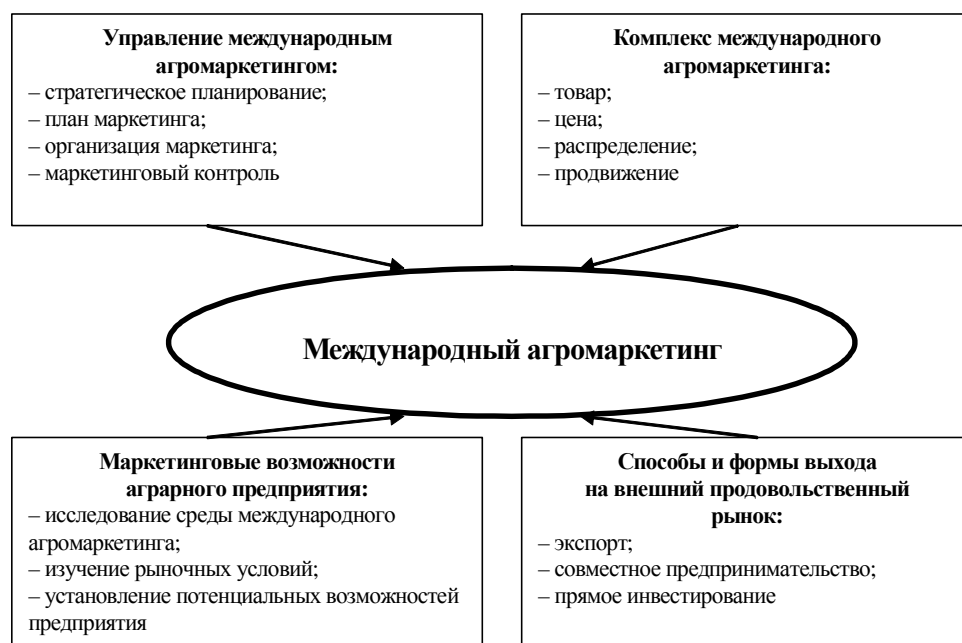 Управление международным
агромаркетингом:
– стратегическое планирование;
– план маркетинга;
– организация маркетинга;
– маркетинговый контроль
Комплекс международного
агромаркетинга:
– товар;
– цена;
– распределение;
– продвижение
Международный агромаркетинг
Маркетинговые возможности
аграрного предприятия:
– исследование среды международного
агромаркетинга;
– изучение рыночных условий;
– установление потенциальных возможностей
предприятия
Способы и формы выхода
на внешний продовольственный
рынок:
– экспорт;
– совместное предпринимательство;
– прямое инвестирование